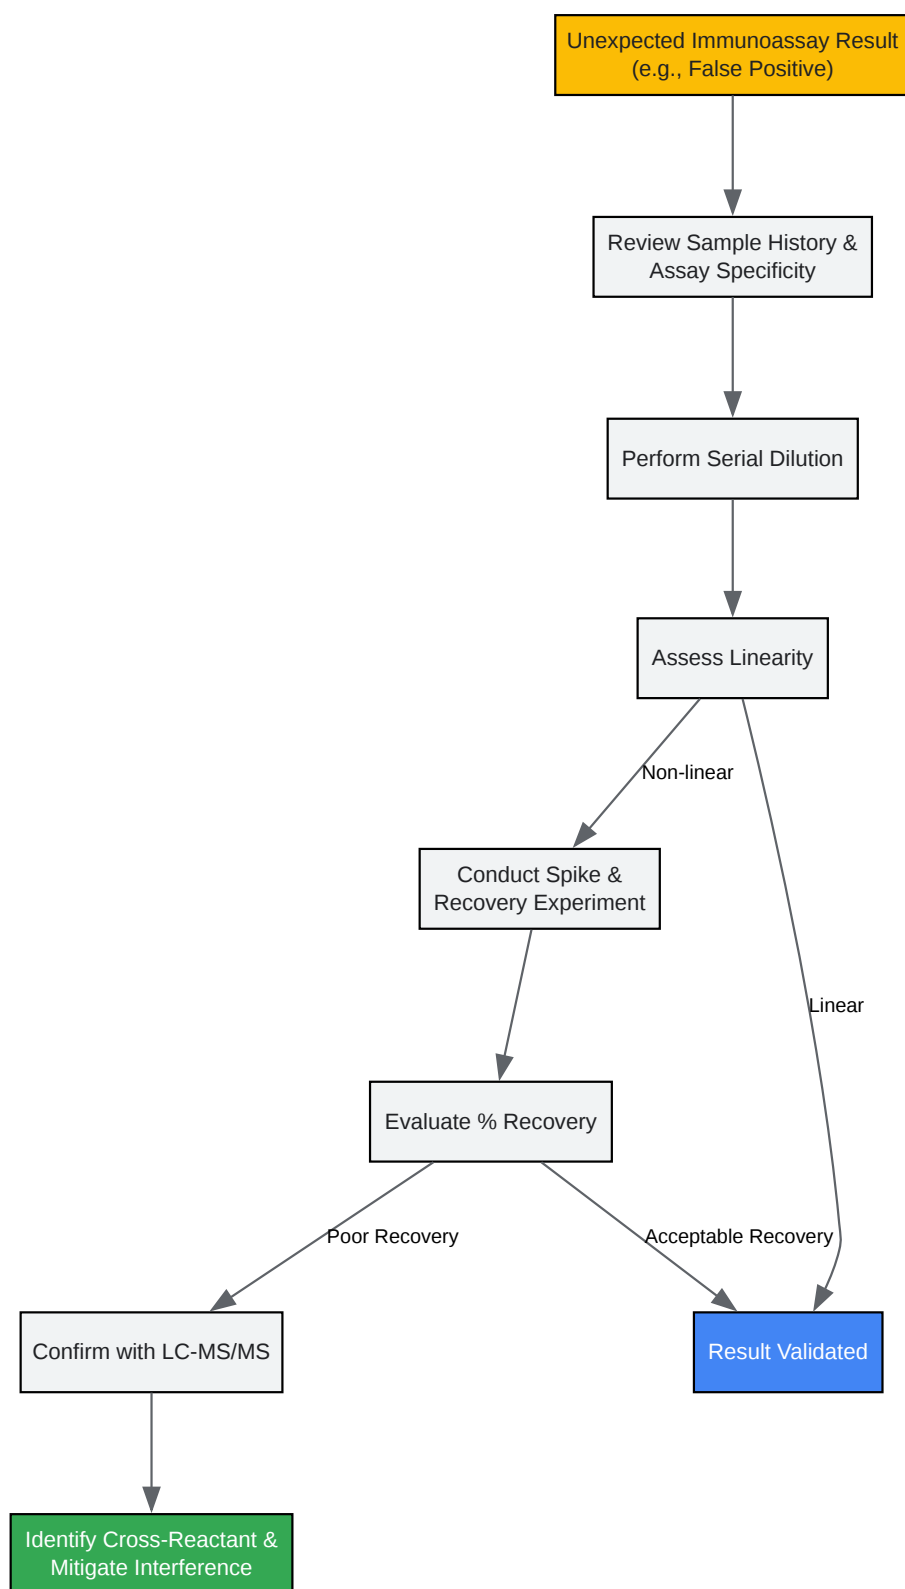 Unexpected Immunoassay Result
(e.g., False Positive)
Review Sample History &
Assay Specificity
Perform Serial Dilution
Assess Linearity
Non-linear
Conduct Spike &
Recovery Experiment
Linear
Evaluate % Recovery
Poor Recovery
Acceptable Recovery
Confirm with LC-MS/MS
Result Validated
Identify Cross-Reactant &
Mitigate Interference